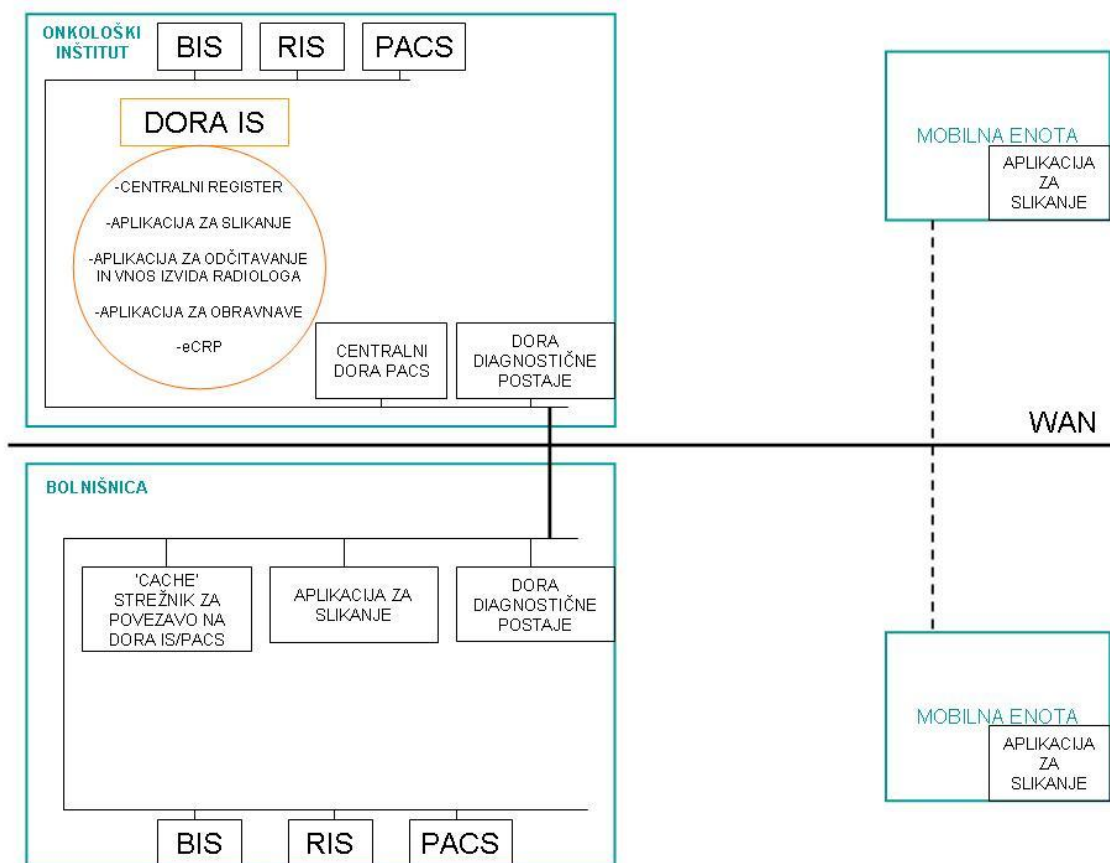 ONKOLOŠKI
INŠTITUT
BIS
RIS
PACS
DORA IS
-CENTRALNI REGISTER
-APLIKACIJA ZA SLIKANJE
-APLIKACIJA ZA ODČITAVANJE
IN VNOS IZVIDA RADIOLOGA
-APLIKACIJA ZA OBRAVNAVE
-eCRP
CENTRALNI
DORA PACS
DORA
DIAGNOSTIČNE
POSTAJE
MOBILNA ENOTA
APLIKACIJA
ZA
SLIKANJE
WAN
BOLNIŠNICA
'CACHE'
STREŽNIK ZA
POVEZAVO NA
DORA IS/PACS
APLIKACIJA ZA
SLIKANJE
DORA
DIAGNOSTIČNE
POSTAJE
BIS
RIS
PACS
MOBILNA ENOTA
APLIKACIJA
ZA
SLIKANJE